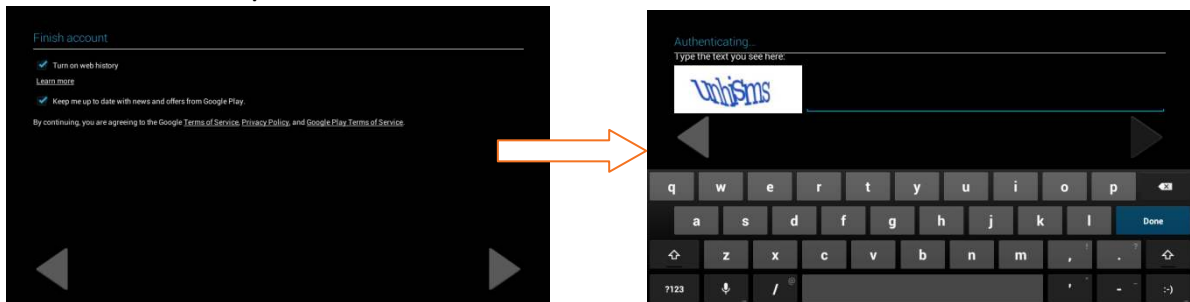 Finish account
Turn on web history
Learn more
Keep me up to date with news and offers from Google Play.
By continuing, you are agreeing to the Google Terms of Service, Privacy Policy, and Google Play Terms of Service.
Authenticating...
Type the text you see here:
unhisms
q w e r t y u i o p
a s d f g h j k l Done
z x c v b n m , ! . ?
?123 / @ ' " - _ :-)